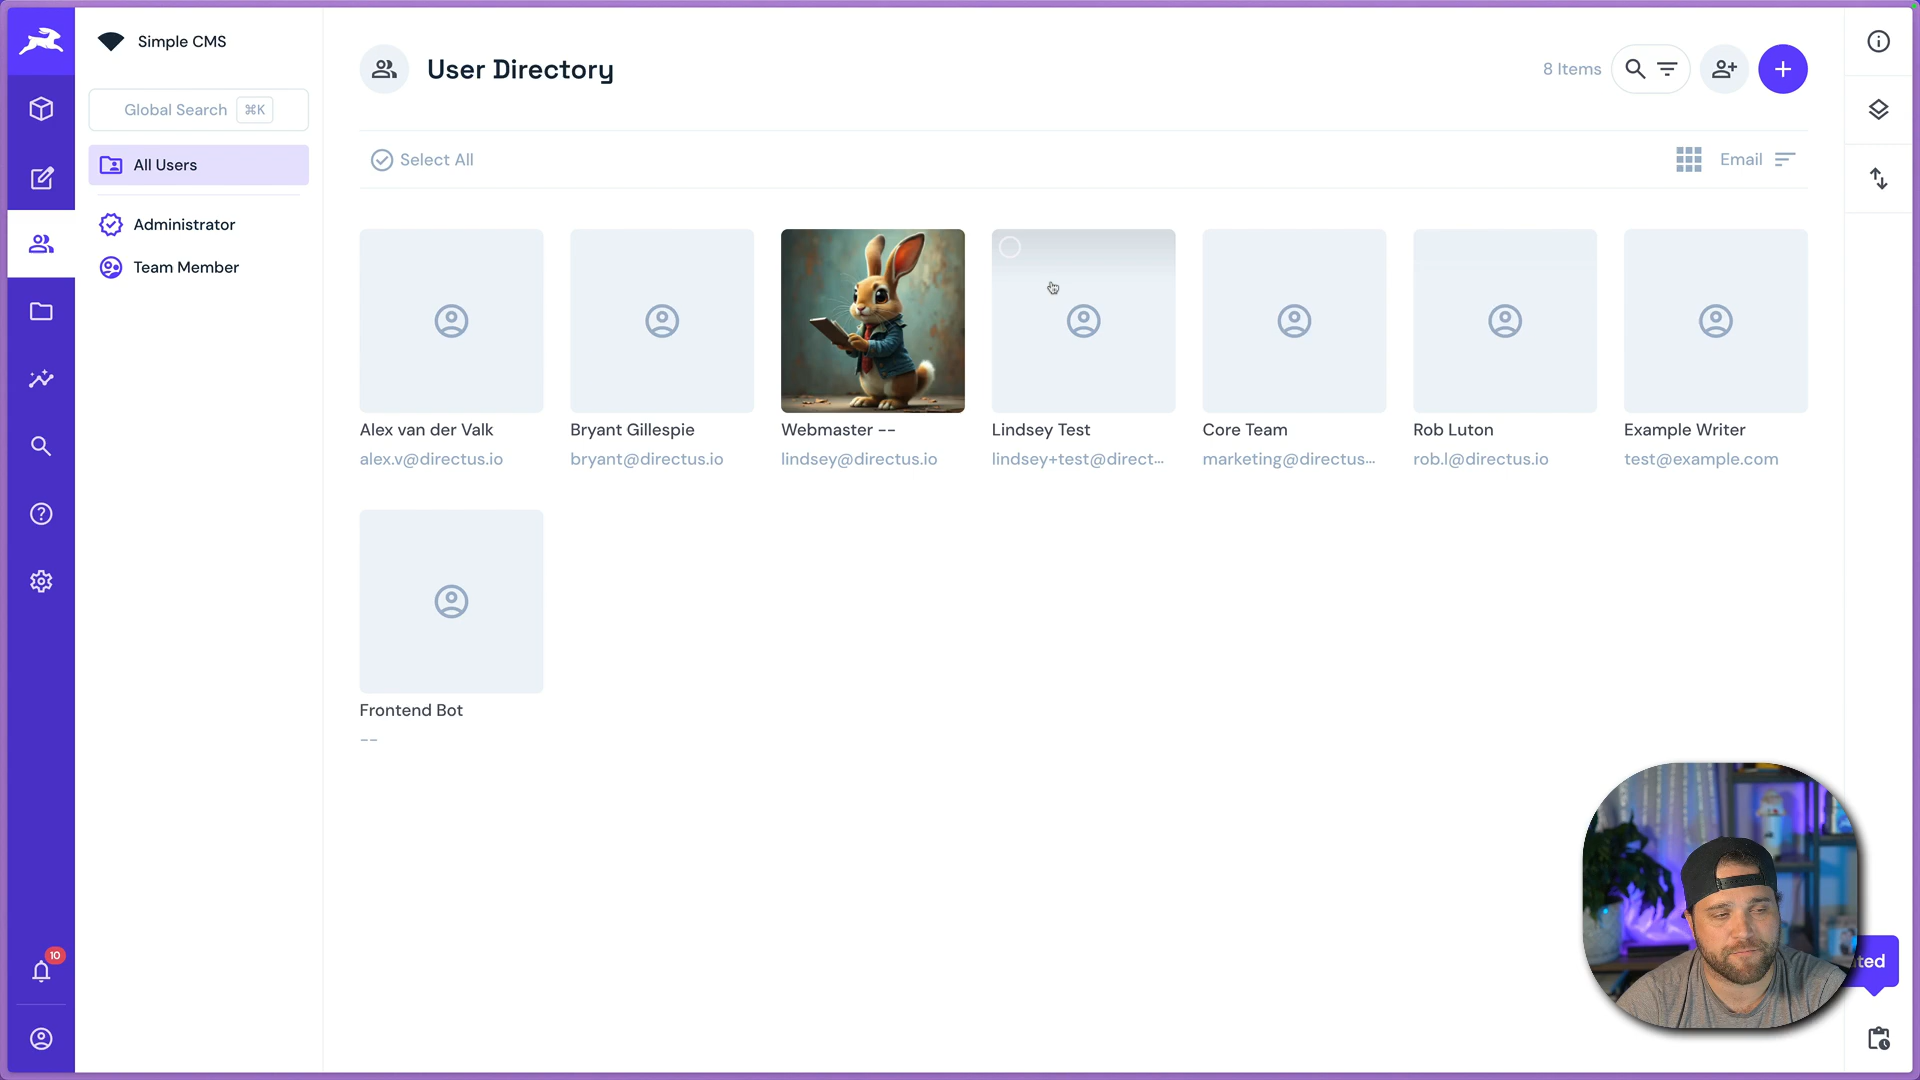 Simple CMS
Global Search ⌘K
All Users
Administrator
Team Member
10
User Directory
8 Items
Select All
Email
Alex van der Valk
alex.v@directus.io
Bryant Gillespie
bryant@directus.io
Webmaster --
lindsey@directus.io
Lindsey Test
lindsey+test@direct...
Core Team
marketing@directus...
Rob Luton
rob.l@directus.io
Example Writer
test@example.com
Frontend Bot
--